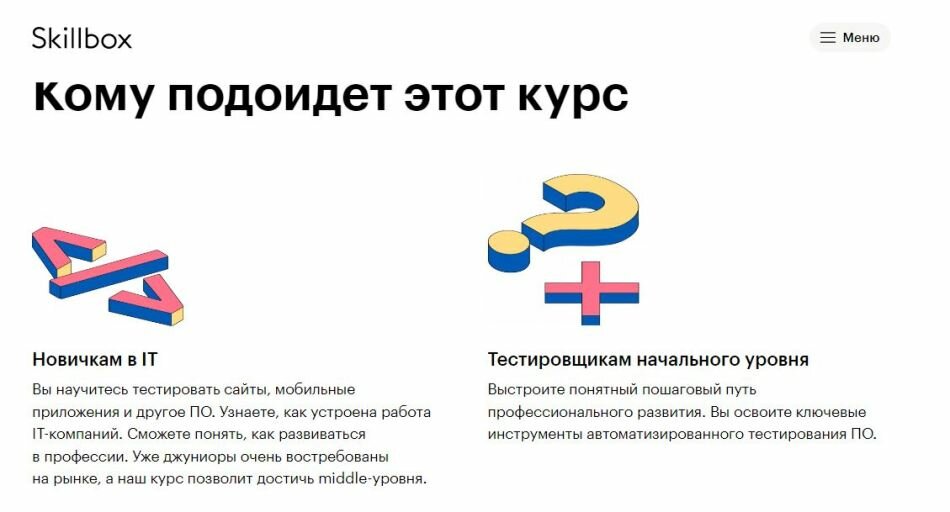 Skillbox
Меню
Кому подойдет этот курс
Новичкам в IT
Вы научитесь тестировать сайты, мобильные
приложения и другое ПО. Узнаете, как устроена работа
IT-компаний. Сможете понять, как развиваться
в профессии. Уже джуниоры очень востребованы
на рынке, а наш курс позволит достичь middle-уровня.
Тестировщикам начального уровня
Выстроите понятный пошаговый путь
профессионального развития. Вы освоите ключевые
инструменты автоматизированного тестирования ПО.